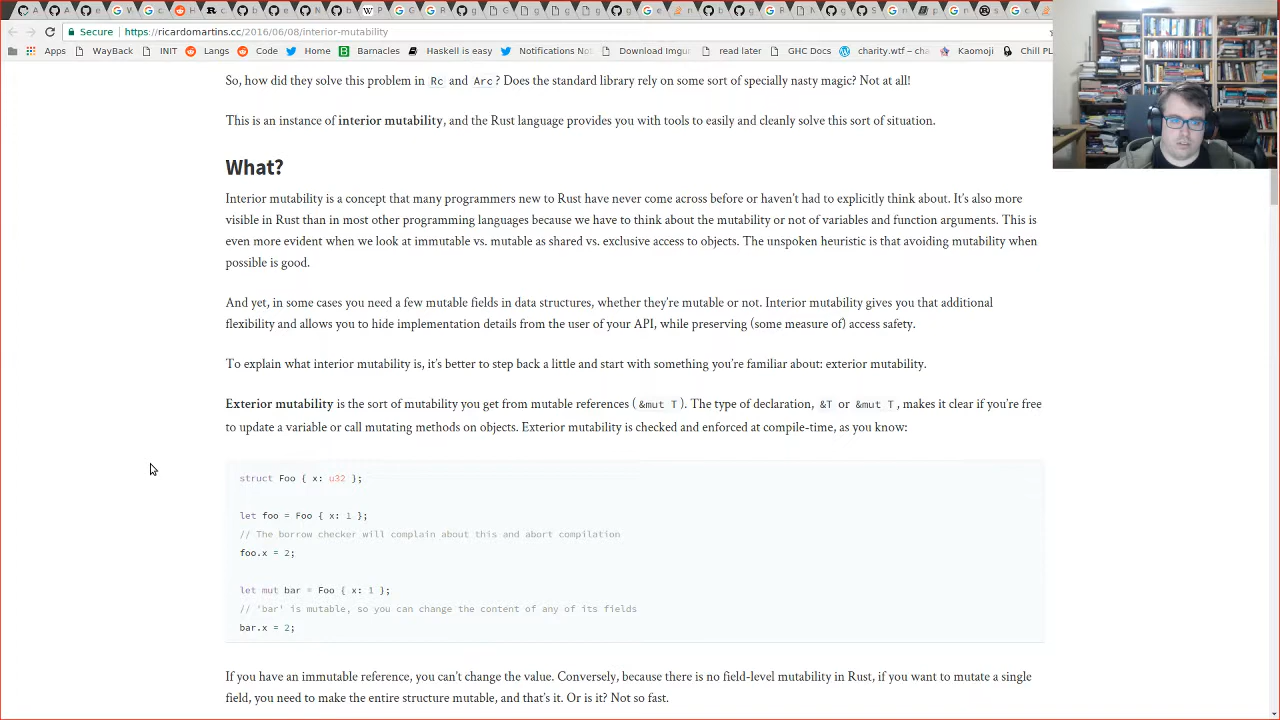 A
A
e
W
c
H
c
b
e
R
c
b
N
b
P
G
R
g
G
g
g
e
n
c
b
2
G
P
G
S
n
p
e
s
c
Secure https://ricardomartins.cc/2016/06/08/interior-mutability
Apps WayBack INIT Langs Code Home Barnacles Haskell is easy Notifications Not Download Imgu read later GHC Docs charity.wtf – cha Kaomoji Chill PL
So, how did they solve this problem in Rc and Arc? Does the standard library rely on some sort of specially nasty magic? Not at all!
This is an instance of interior mutability, and the Rust language provides you with tools to easily and cleanly solve this sort of situation.
What?
Interior mutability is a concept that many programmers new to Rust have never come across before or haven't had to explicitly think about. It's also more
visible in Rust than in most other programming languages because we have to think about the mutability or not of variables and function arguments. This is
even more evident when we look at immutable vs. mutable as shared vs. exclusive access to objects. The unspoken heuristic is that avoiding mutability when
possible is good.
And yet, in some cases you need a few mutable fields in data structures, whether they're mutable or not. Interior mutability gives you that additional
flexibility and allows you to hide implementation details from the user of your API, while preserving (some measure of) access safety.
To explain what interior mutability is, it's better to step back a little and start with something you're familiar about: exterior mutability.
Exterior mutability is the sort of mutability you get from mutable references ( &mut T ). The type of declaration, &T or &mut T , makes it clear if you're free
to update a variable or call mutating methods on objects. Exterior mutability is checked and enforced at compile-time, as you know:
struct Foo { x: u32 };
let foo = Foo { x: 1 };
// The borrow checker will complain about this and abort compilation
foo.x = 2;
let mut bar = Foo { x: 1 };
// 'bar' is mutable, so you can change the content of any of its fields
bar.x = 2;
If you have an immutable reference, you can't change the value. Conversely, because there is no field-level mutability in Rust, if you want to mutate a single
field, you need to make the entire structure mutable, and that's it. Or is it? Not so fast.